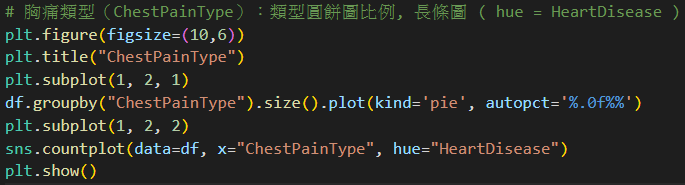 # 胸痛類型（ChestPainType）：類型圓餅圖比例, 長條圖 ( hue = HeartDisease )
plt.figure(figsize=(10,6))
plt.title("ChestPainType")
plt.subplot(1, 2, 1)
df.groupby("ChestPainType").size().plot(kind='pie', autopct='%.0f%%')
plt.subplot(1, 2, 2)
sns.countplot(data=df, x="ChestPainType", hue="HeartDisease")
plt.show()